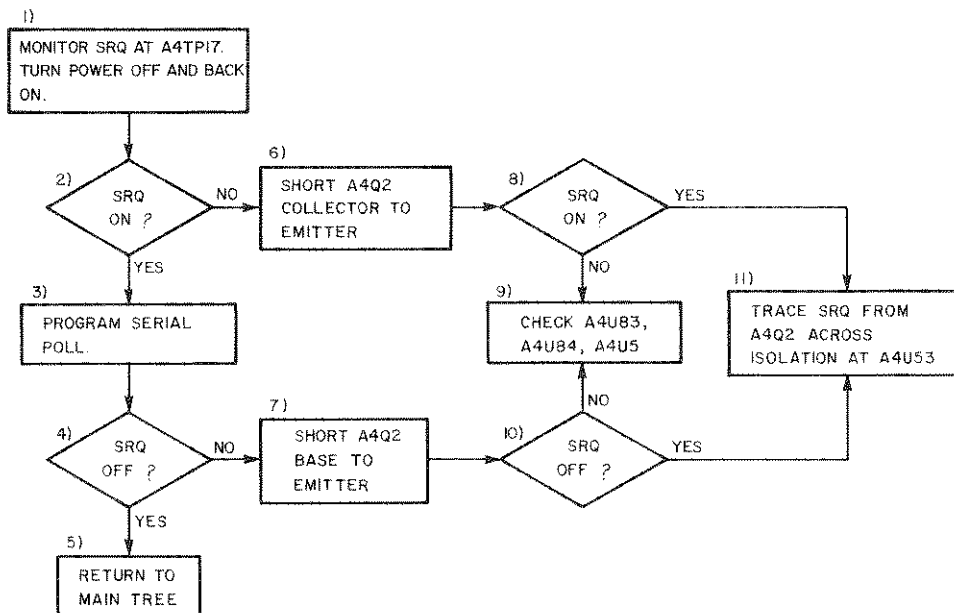 1)
MONITOR SRQ AT A4TP17.
TURN POWER OFF AND BACK
ON.
2)
SRQ
ON ?
NO
YES
6)
SHORT A4Q2
COLLECTOR TO
EMITTER
8)
SRQ
ON ?
YES
NO
3)
PROGRAM SERIAL
POLL.
9)
CHECK A4U83,
A4U84, A4U5
11)
TRACE SRQ FROM
A4Q2 ACROSS
ISOLATION AT A4U53
4)
SRQ
OFF ?
NO
YES
7)
SHORT A4Q2
BASE TO
EMITTER
10)
SRQ
OFF ?
NO
YES
5)
RETURN TO
MAIN TREE